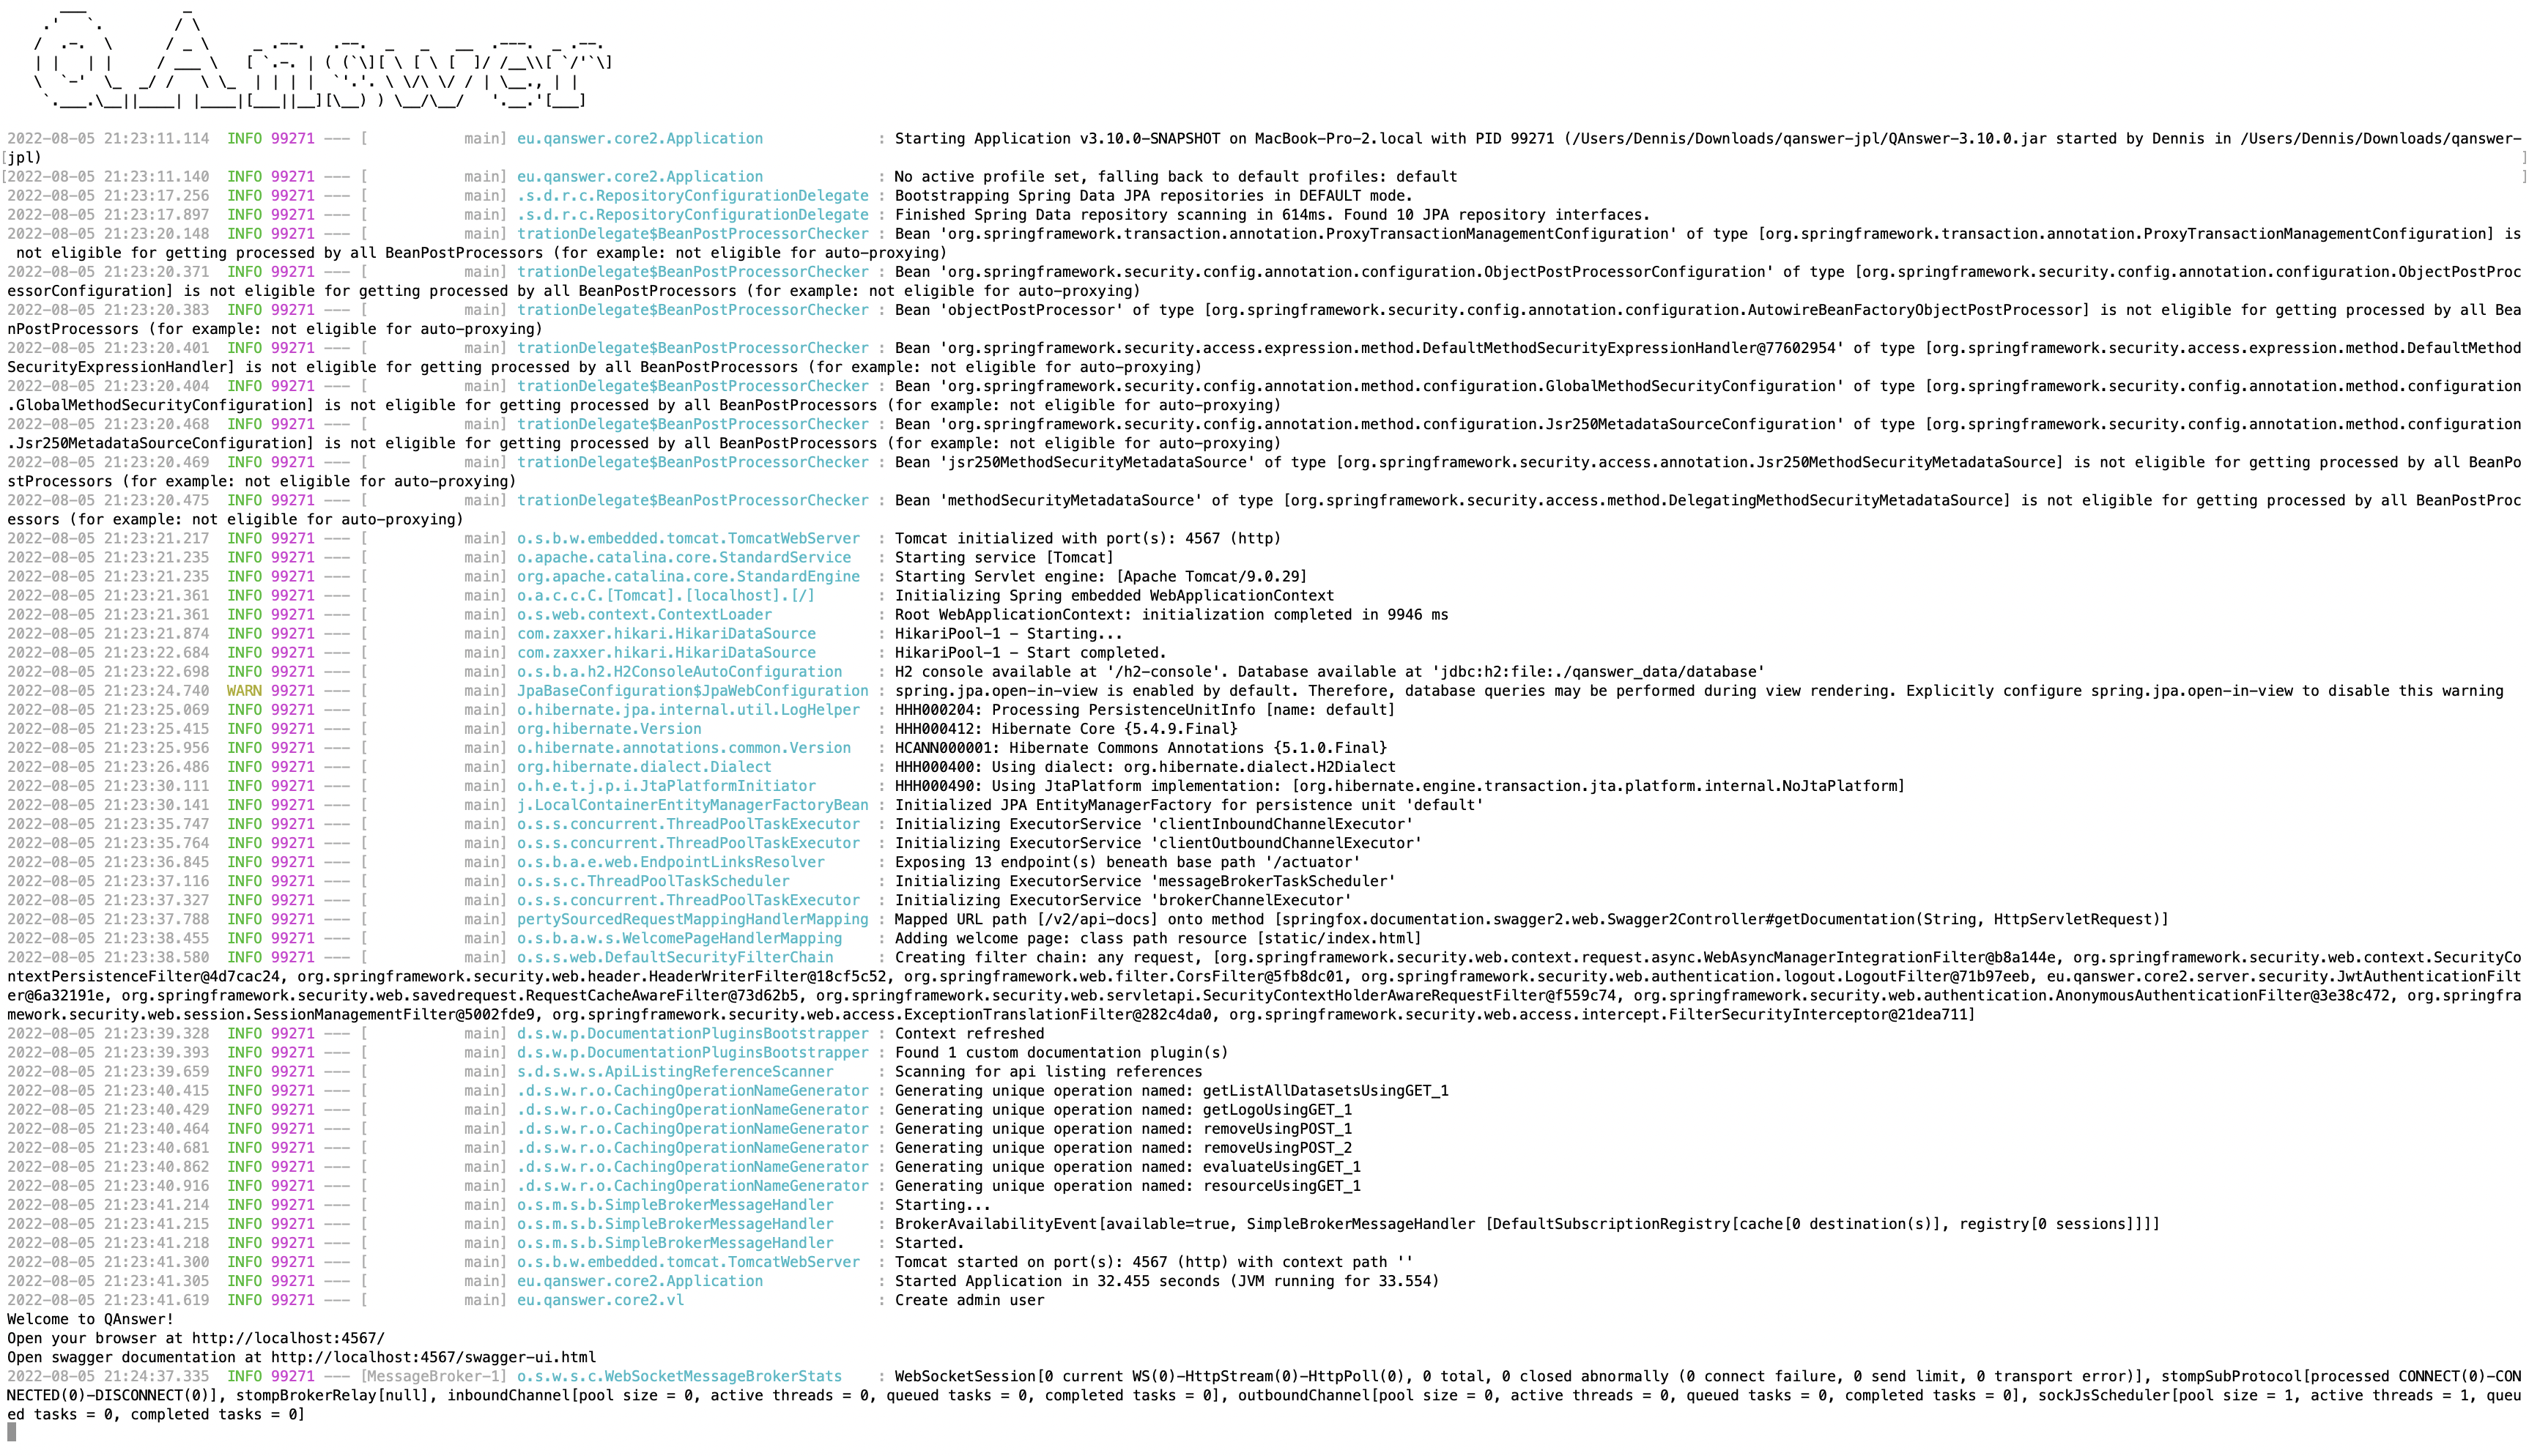 ___           _
 .'   `.        / \
/  .-.  \      / _ \     _ .--.   .--.  _   _   __  .---.  _ .--.
| |   | |     / ___ \   [ `.-. | ( (`\][ \ [ \ [  ]/ /__\\[ `/'`\]
\  `-'  \_  _/ /   \ \_  | | | |  `'.'. \ \/\ \/ / | \__., | |
 `.___.\__||____| |____|[___||__][\__) ) \__/\__/   '.__.'[___]
2022-08-05 21:23:11.114  INFO 99271 --- [           main] eu.qanswer.core2.Application             : Starting Application v3.10.0-SNAPSHOT on MacBook-Pro-2.local with PID 99271 (/Users/Dennis/Downloads/qanswer-jpl/QAnswer-3.10.0.jar started by Dennis in /Users/Dennis/Downloads/qanswer-
[jpl) ]
[2022-08-05 21:23:11.140  INFO 99271 --- [           main] eu.qanswer.core2.Application             : No active profile set, falling back to default profiles: default ]
2022-08-05 21:23:17.256  INFO 99271 --- [           main] .s.d.r.c.RepositoryConfigurationDelegate : Bootstrapping Spring Data JPA repositories in DEFAULT mode.
2022-08-05 21:23:17.897  INFO 99271 --- [           main] .s.d.r.c.RepositoryConfigurationDelegate : Finished Spring Data repository scanning in 614ms. Found 10 JPA repository interfaces.
2022-08-05 21:23:20.148  INFO 99271 --- [           main] trationDelegate$BeanPostProcessorChecker : Bean 'org.springframework.transaction.annotation.ProxyTransactionManagementConfiguration' of type [org.springframework.transaction.annotation.ProxyTransactionManagementConfiguration] is
 not eligible for getting processed by all BeanPostProcessors (for example: not eligible for auto-proxying)
2022-08-05 21:23:20.371  INFO 99271 --- [           main] trationDelegate$BeanPostProcessorChecker : Bean 'org.springframework.security.config.annotation.configuration.ObjectPostProcessorConfiguration' of type [org.springframework.security.config.annotation.configuration.ObjectPostProc
essorConfiguration] is not eligible for getting processed by all BeanPostProcessors (for example: not eligible for auto-proxying)
2022-08-05 21:23:20.383  INFO 99271 --- [           main] trationDelegate$BeanPostProcessorChecker : Bean 'objectPostProcessor' of type [org.springframework.security.config.annotation.configuration.AutowireBeanFactoryObjectPostProcessor] is not eligible for getting processed by all Bea
nPostProcessors (for example: not eligible for auto-proxying)
2022-08-05 21:23:20.401  INFO 99271 --- [           main] trationDelegate$BeanPostProcessorChecker : Bean 'org.springframework.security.access.expression.method.DefaultMethodSecurityExpressionHandler@77602954' of type [org.springframework.security.access.expression.method.DefaultMethod
SecurityExpressionHandler] is not eligible for getting processed by all BeanPostProcessors (for example: not eligible for auto-proxying)
2022-08-05 21:23:20.404  INFO 99271 --- [           main] trationDelegate$BeanPostProcessorChecker : Bean 'org.springframework.security.config.annotation.method.configuration.GlobalMethodSecurityConfiguration' of type [org.springframework.security.config.annotation.method.configuration
.GlobalMethodSecurityConfiguration] is not eligible for getting processed by all BeanPostProcessors (for example: not eligible for auto-proxying)
2022-08-05 21:23:20.468  INFO 99271 --- [           main] trationDelegate$BeanPostProcessorChecker : Bean 'org.springframework.security.config.annotation.method.configuration.Jsr250MetadataSourceConfiguration' of type [org.springframework.security.config.annotation.method.configuration
.Jsr250MetadataSourceConfiguration] is not eligible for getting processed by all BeanPostProcessors (for example: not eligible for auto-proxying)
2022-08-05 21:23:20.469  INFO 99271 --- [           main] trationDelegate$BeanPostProcessorChecker : Bean 'jsr250MethodSecurityMetadataSource' of type [org.springframework.security.access.annotation.Jsr250MethodSecurityMetadataSource] is not eligible for getting processed by all BeanPo
stProcessors (for example: not eligible for auto-proxying)
2022-08-05 21:23:20.475  INFO 99271 --- [           main] trationDelegate$BeanPostProcessorChecker : Bean 'methodSecurityMetadataSource' of type [org.springframework.security.access.method.DelegatingMethodSecurityMetadataSource] is not eligible for getting processed by all BeanPostProc
essors (for example: not eligible for auto-proxying)
2022-08-05 21:23:21.217  INFO 99271 --- [           main] o.s.b.w.embedded.tomcat.TomcatWebServer  : Tomcat initialized with port(s): 4567 (http)
2022-08-05 21:23:21.235  INFO 99271 --- [           main] o.apache.catalina.core.StandardService   : Starting service [Tomcat]
2022-08-05 21:23:21.235  INFO 99271 --- [           main] org.apache.catalina.core.StandardEngine  : Starting Servlet engine: [Apache Tomcat/9.0.29]
2022-08-05 21:23:21.361  INFO 99271 --- [           main] o.a.c.c.C.[Tomcat].[localhost].[/]       : Initializing Spring embedded WebApplicationContext
2022-08-05 21:23:21.361  INFO 99271 --- [           main] o.s.web.context.ContextLoader            : Root WebApplicationContext: initialization completed in 9946 ms
2022-08-05 21:23:21.874  INFO 99271 --- [           main] com.zaxxer.hikari.HikariDataSource       : HikariPool-1 - Starting...
2022-08-05 21:23:22.684  INFO 99271 --- [           main] com.zaxxer.hikari.HikariDataSource       : HikariPool-1 - Start completed.
2022-08-05 21:23:22.698  INFO 99271 --- [           main] o.s.b.a.h2.H2ConsoleAutoConfiguration    : H2 console available at '/h2-console'. Database available at 'jdbc:h2:file:./qanswer_data/database'
2022-08-05 21:23:24.740  WARN 99271 --- [           main] JpaBaseConfiguration$JpaWebConfiguration : spring.jpa.open-in-view is enabled by default. Therefore, database queries may be performed during view rendering. Explicitly configure spring.jpa.open-in-view to disable this warning
2022-08-05 21:23:25.069  INFO 99271 --- [           main] o.hibernate.jpa.internal.util.LogHelper  : HHH000204: Processing PersistenceUnitInfo [name: default]
2022-08-05 21:23:25.415  INFO 99271 --- [           main] org.hibernate.Version                    : HHH000412: Hibernate Core {5.4.9.Final}
2022-08-05 21:23:25.956  INFO 99271 --- [           main] o.hibernate.annotations.common.Version   : HCANN000001: Hibernate Commons Annotations {5.1.0.Final}
2022-08-05 21:23:26.486  INFO 99271 --- [           main] org.hibernate.dialect.Dialect            : HHH000400: Using dialect: org.hibernate.dialect.H2Dialect
2022-08-05 21:23:30.111  INFO 99271 --- [           main] o.h.e.t.j.p.i.JtaPlatformInitiator       : HHH000490: Using JtaPlatform implementation: [org.hibernate.engine.transaction.jta.platform.internal.NoJtaPlatform]
2022-08-05 21:23:30.141  INFO 99271 --- [           main] j.LocalContainerEntityManagerFactoryBean : Initialized JPA EntityManagerFactory for persistence unit 'default'
2022-08-05 21:23:35.747  INFO 99271 --- [           main] o.s.s.concurrent.ThreadPoolTaskExecutor  : Initializing ExecutorService 'clientInboundChannelExecutor'
2022-08-05 21:23:35.764  INFO 99271 --- [           main] o.s.s.concurrent.ThreadPoolTaskExecutor  : Initializing ExecutorService 'clientOutboundChannelExecutor'
2022-08-05 21:23:36.845  INFO 99271 --- [           main] o.s.b.a.e.web.EndpointLinksResolver      : Exposing 13 endpoint(s) beneath base path '/actuator'
2022-08-05 21:23:37.116  INFO 99271 --- [           main] o.s.s.c.ThreadPoolTaskScheduler          : Initializing ExecutorService 'messageBrokerTaskScheduler'
2022-08-05 21:23:37.327  INFO 99271 --- [           main] o.s.s.concurrent.ThreadPoolTaskExecutor  : Initializing ExecutorService 'brokerChannelExecutor'
2022-08-05 21:23:37.788  INFO 99271 --- [           main] pertySourcedRequestMappingHandlerMapping : Mapped URL path [/v2/api-docs] onto method [springfox.documentation.swagger2.web.Swagger2Controller#getDocumentation(String, HttpServletRequest)]
2022-08-05 21:23:38.455  INFO 99271 --- [           main] o.s.b.a.w.s.WelcomePageHandlerMapping    : Adding welcome page: class path resource [static/index.html]
2022-08-05 21:23:38.580  INFO 99271 --- [           main] o.s.s.web.DefaultSecurityFilterChain     : Creating filter chain: any request, [org.springframework.security.web.context.request.async.WebAsyncManagerIntegrationFilter@b8a144e, org.springframework.security.web.context.SecurityCo
ntextPersistenceFilter@4d7cac24, org.springframework.security.web.header.HeaderWriterFilter@18cf5c52, org.springframework.web.filter.CorsFilter@5fb8dc01, org.springframework.security.web.authentication.logout.LogoutFilter@71b97eeb, eu.qanswer.core2.server.security.JwtAuthenticationFilt
er@6a32191e, org.springframework.security.web.savedrequest.RequestCacheAwareFilter@73d62b5, org.springframework.security.web.servletapi.SecurityContextHolderAwareRequestFilter@f559c74, org.springframework.security.web.authentication.AnonymousAuthenticationFilter@3e38c472, org.springfra
mework.security.web.session.SessionManagementFilter@5002fde9, org.springframework.security.web.access.ExceptionTranslationFilter@282c4da0, org.springframework.security.web.access.intercept.FilterSecurityInterceptor@21dea711]
2022-08-05 21:23:39.328  INFO 99271 --- [           main] d.s.w.p.DocumentationPluginsBootstrapper : Context refreshed
2022-08-05 21:23:39.393  INFO 99271 --- [           main] d.s.w.p.DocumentationPluginsBootstrapper : Found 1 custom documentation plugin(s)
2022-08-05 21:23:39.659  INFO 99271 --- [           main] s.d.s.w.s.ApiListingReferenceScanner     : Scanning for api listing references
2022-08-05 21:23:40.415  INFO 99271 --- [           main] .d.s.w.r.o.CachingOperationNameGenerator : Generating unique operation named: getListAllDatasetsUsingGET_1
2022-08-05 21:23:40.429  INFO 99271 --- [           main] .d.s.w.r.o.CachingOperationNameGenerator : Generating unique operation named: getLogoUsingGET_1
2022-08-05 21:23:40.464  INFO 99271 --- [           main] .d.s.w.r.o.CachingOperationNameGenerator : Generating unique operation named: removeUsingPOST_1
2022-08-05 21:23:40.681  INFO 99271 --- [           main] .d.s.w.r.o.CachingOperationNameGenerator : Generating unique operation named: removeUsingPOST_2
2022-08-05 21:23:40.862  INFO 99271 --- [           main] .d.s.w.r.o.CachingOperationNameGenerator : Generating unique operation named: evaluateUsingGET_1
2022-08-05 21:23:40.916  INFO 99271 --- [           main] .d.s.w.r.o.CachingOperationNameGenerator : Generating unique operation named: resourceUsingGET_1
2022-08-05 21:23:41.214  INFO 99271 --- [           main] o.s.m.s.b.SimpleBrokerMessageHandler     : Starting...
2022-08-05 21:23:41.215  INFO 99271 --- [           main] o.s.m.s.b.SimpleBrokerMessageHandler     : BrokerAvailabilityEvent[available=true, SimpleBrokerMessageHandler [DefaultSubscriptionRegistry[cache[0 destination(s)], registry[0 sessions]]]]
2022-08-05 21:23:41.218  INFO 99271 --- [           main] o.s.m.s.b.SimpleBrokerMessageHandler     : Started.
2022-08-05 21:23:41.300  INFO 99271 --- [           main] o.s.b.w.embedded.tomcat.TomcatWebServer  : Tomcat started on port(s): 4567 (http) with context path ''
2022-08-05 21:23:41.305  INFO 99271 --- [           main] eu.qanswer.core2.Application             : Started Application in 32.455 seconds (JVM running for 33.554)
2022-08-05 21:23:41.619  INFO 99271 --- [           main] eu.qanswer.core2.vl                      : Create admin user
Welcome to QAnswer!
Open your browser at http://localhost:4567/
Open swagger documentation at http://localhost:4567/swagger-ui.html
2022-08-05 21:24:37.335  INFO 99271 --- [MessageBroker-1] o.s.w.s.c.WebSocketMessageBrokerStats    : WebSocketSession[0 current WS(0)-HttpStream(0)-HttpPoll(0), 0 total, 0 closed abnormally (0 connect failure, 0 send limit, 0 transport error)], stompSubProtocol[processed CONNECT(0)-CON
NECTED(0)-DISCONNECT(0)], stompBrokerRelay[null], inboundChannel[pool size = 0, active threads = 0, queued tasks = 0, completed tasks = 0], outboundChannel[pool size = 0, active threads = 0, queued tasks = 0, completed tasks = 0], sockJsScheduler[pool size = 1, active threads = 1, queu
ed tasks = 0, completed tasks = 0]